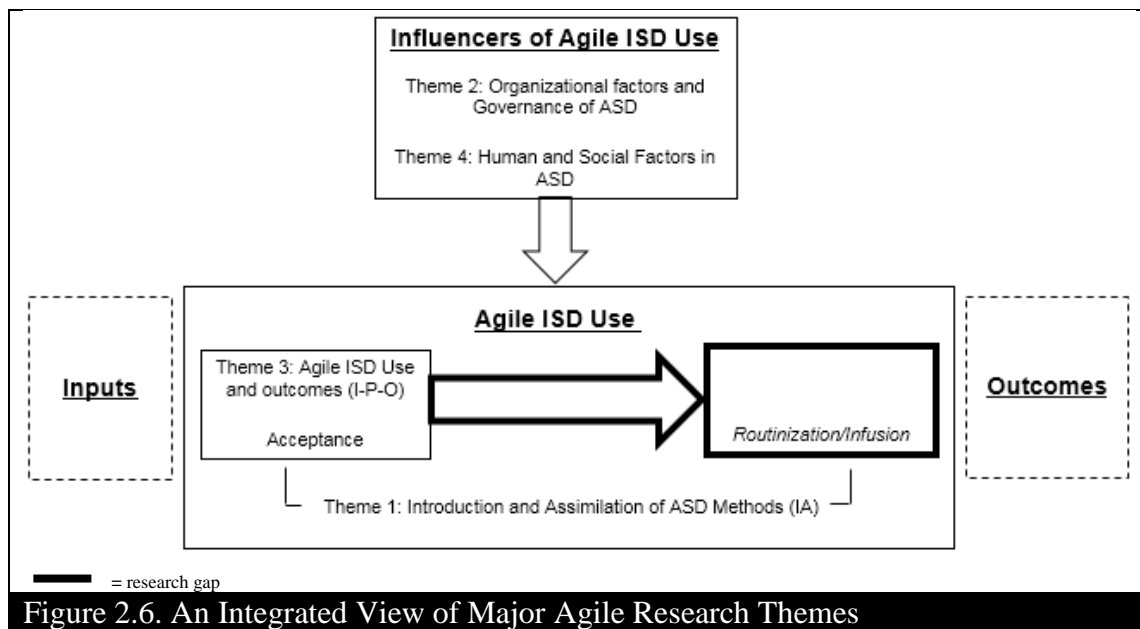 Influencers of Agile ISD Use
Theme 2: Organizational factors and
Governance of ASD
Theme 4: Human and Social Factors in
ASD
Agile ISD Use
Inputs
Theme 3: Agile ISD Use
and outcomes (I-P-O)
Acceptance
Routinization/Infusion
Outcomes
Theme 1: Introduction and Assimilation of ASD Methods (IA)
= research gap
Figure 2.6. An Integrated View of Major Agile Research Themes